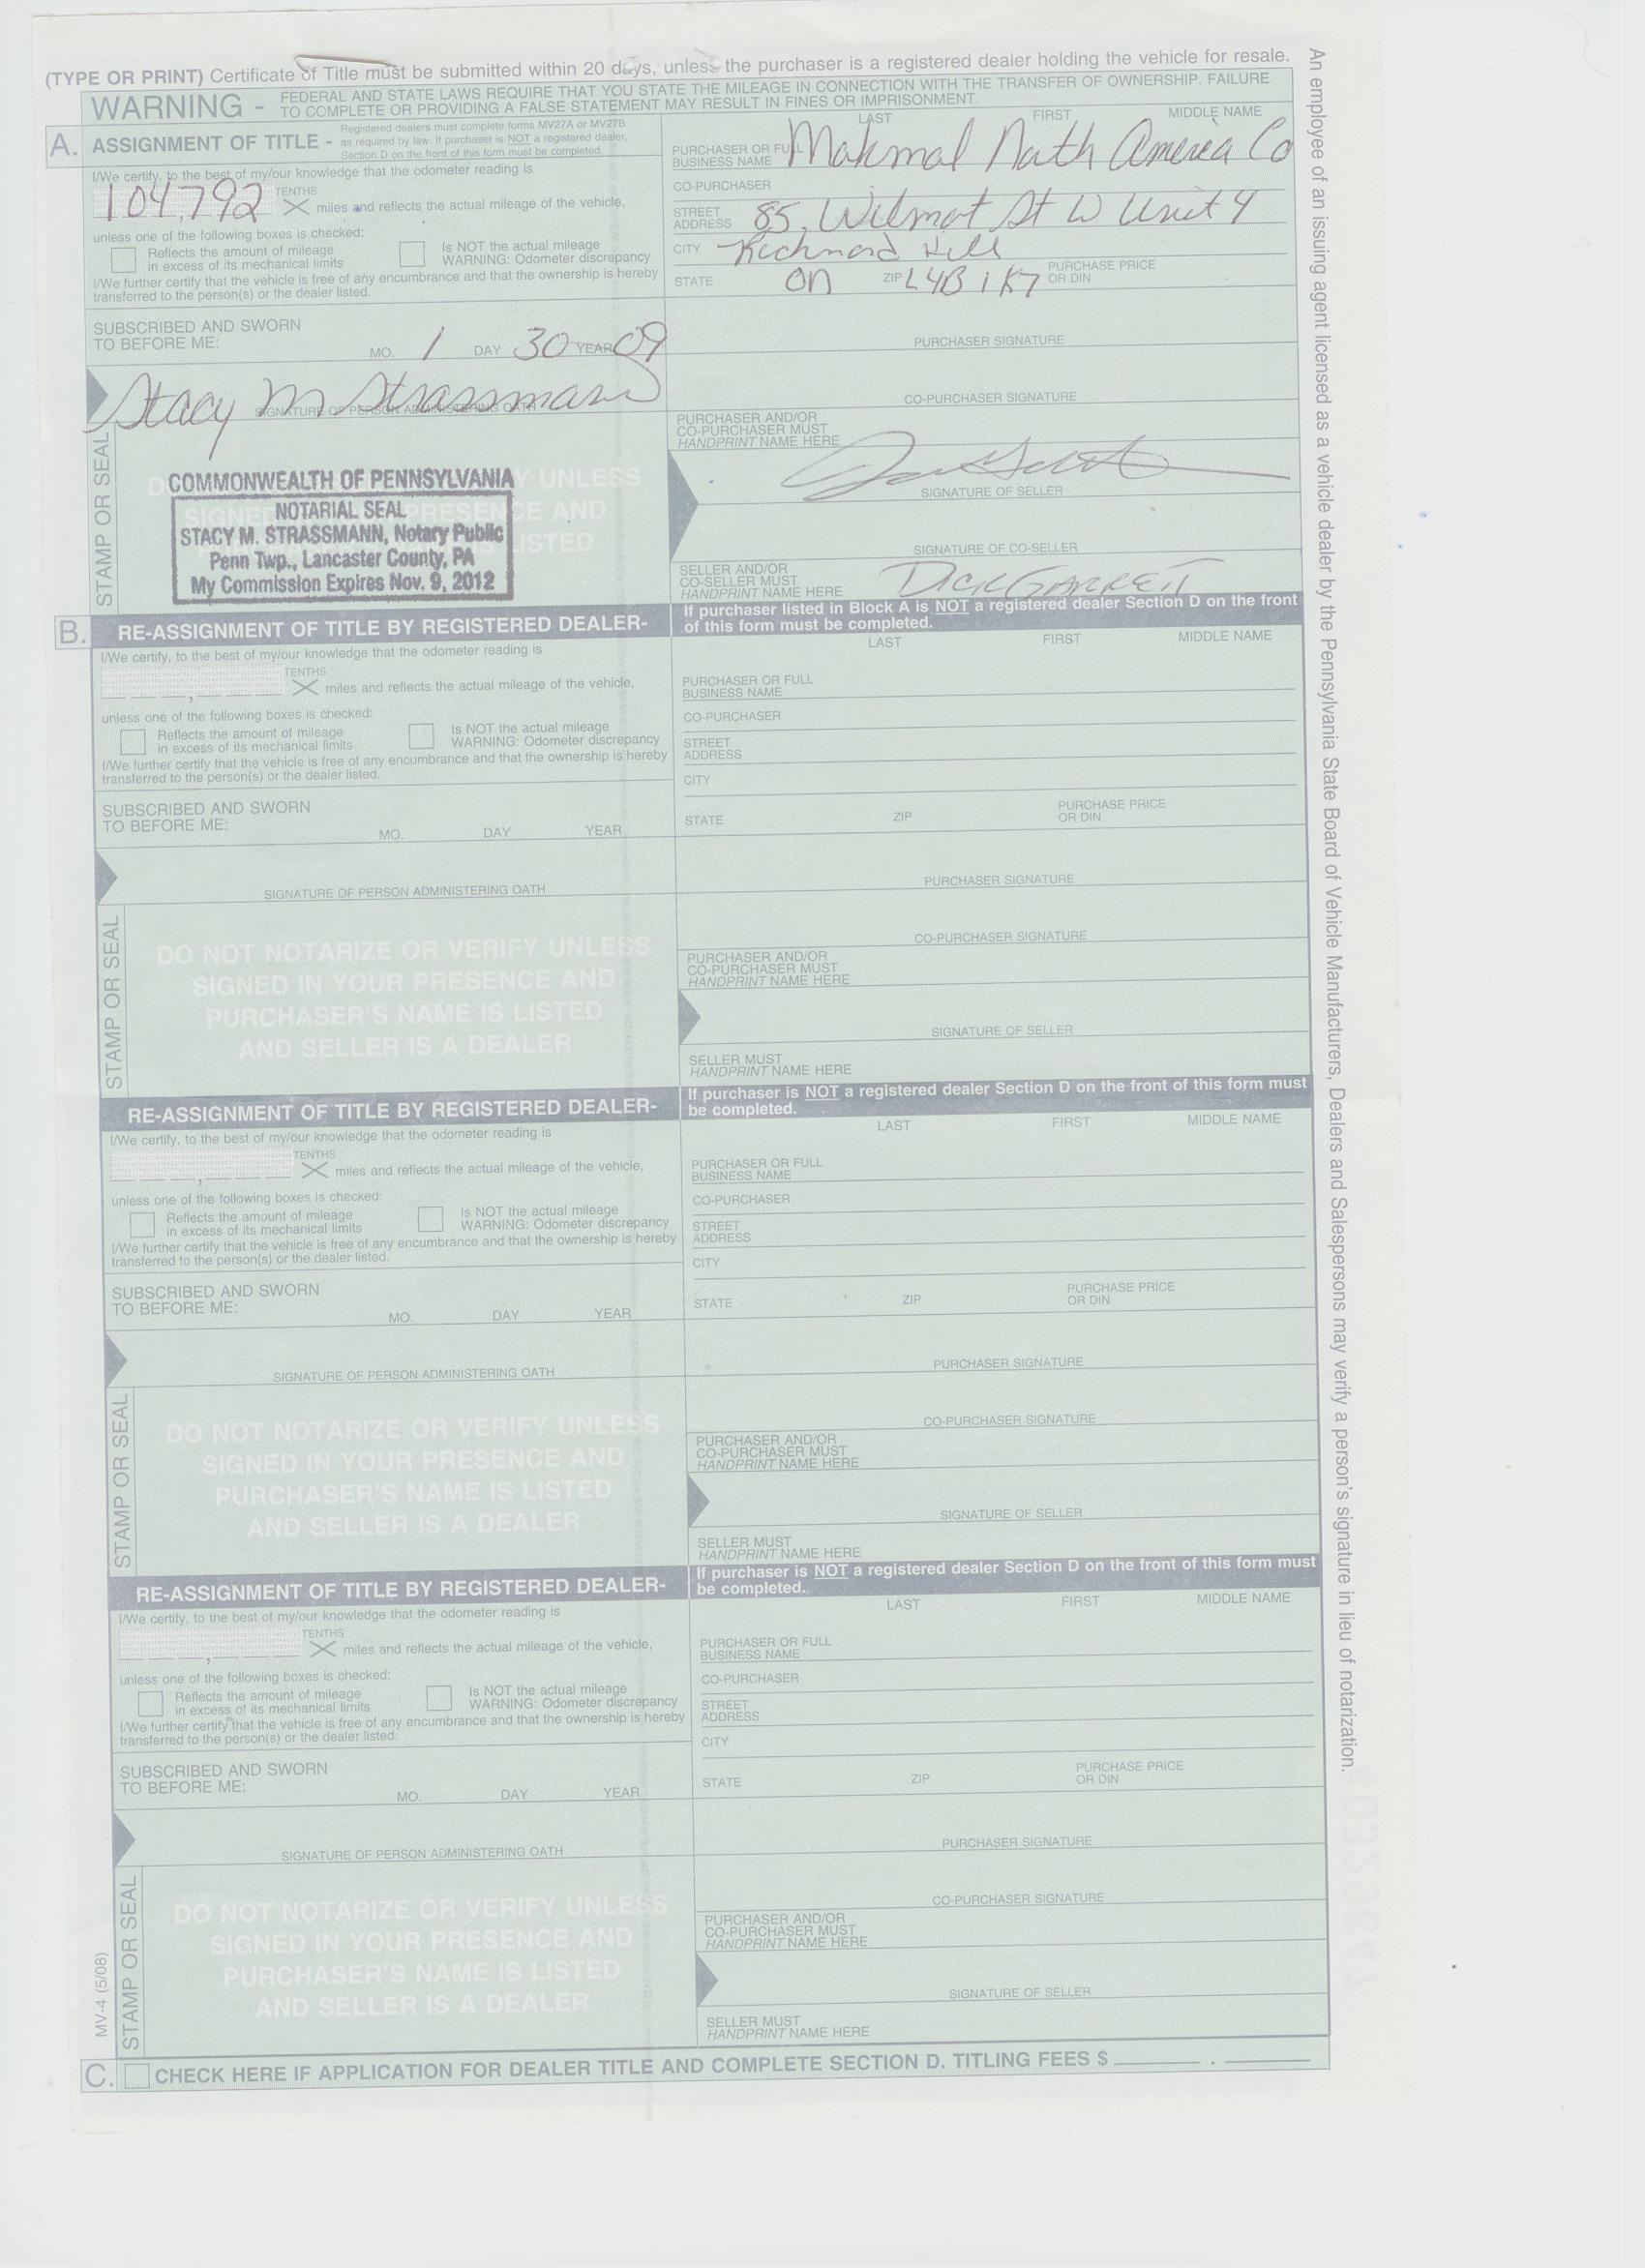 (TYPE OR PRINT) Certificate of Title must be submitted within 20 days, unless the purchaser is a registered dealer holding the vehicle for resale.
WARNING - FEDERAL AND STATE LAWS REQUIRE THAT YOU STATE THE MILEAGE IN CONNECTION WITH THE TRANSFER OF OWNERSHIP. FAILURE
TO COMPLETE OR PROVIDING A FALSE STATEMENT MAY RESULT IN FINES OR IMPRISONMENT.
A. ASSIGNMENT OF TITLE -
Registered dealers must complete forms MV27A or MV27B
as required by law. If purchaser is NOT a registered dealer,
Section D on the front of this form must be completed.
I/We certify, to the best of my/our knowledge that the odometer reading is
104,792 TENTHS
miles and reflects the actual mileage of the vehicle,
unless one of the following boxes is checked:
Reflects the amount of mileage
in excess of its mechanical limits
Is NOT the actual mileage
WARNING: Odometer discrepancy
I/We further certify that the vehicle is free of any encumbrance and that the ownership is hereby
transferred to the person(s) or the dealer listed.
SUBSCRIBED AND SWORN
TO BEFORE ME: MO. 1 DAY 30 YEAR 09
Stacy M Strassmann
SIGNATURE OF PERSON ADMINISTERING OATH
STAMP OR SEAL
COMMONWEALTH OF PENNSYLVANIA
NOTARIAL SEAL
STACY M. STRASSMANN, Notary Public
Penn Twp., Lancaster County, PA
My Commission Expires Nov. 9, 2012
LAST FIRST MIDDLE NAME
PURCHASER OR FULL
BUSINESS NAME Makmal Nath America Co
CO-PURCHASER
STREET
ADDRESS 85, Wilmot St W Unit 4
CITY Richmond Hill
STATE ON ZIP L4B 1K7 PURCHASE PRICE
OR DIN
PURCHASER SIGNATURE
CO-PURCHASER SIGNATURE
PURCHASER AND/OR
CO-PURCHASER MUST
HANDPRINT NAME HERE
SIGNATURE OF SELLER
SIGNATURE OF CO-SELLER
SELLER AND/OR
CO-SELLER MUST
HANDPRINT NAME HERE
B. RE-ASSIGNMENT OF TITLE BY REGISTERED DEALER-
If purchaser listed in Block A is NOT a registered dealer Section D on the front
of this form must be completed.
I/We certify, to the best of my/our knowledge that the odometer reading is
TENTHS
miles and reflects the actual mileage of the vehicle,
unless one of the following boxes is checked:
Reflects the amount of mileage
in excess of its mechanical limits
Is NOT the actual mileage
WARNING: Odometer discrepancy
I/We further certify that the vehicle is free of any encumbrance and that the ownership is hereby
transferred to the person(s) or the dealer listed.
SUBSCRIBED AND SWORN
TO BEFORE ME: MO. DAY YEAR
SIGNATURE OF PERSON ADMINISTERING OATH
STAMP OR SEAL
DO NOT NOTARIZE OR VERIFY UNLESS
SIGNED IN YOUR PRESENCE AND
PURCHASER'S NAME IS LISTED
AND SELLER IS A DEALER
LAST FIRST MIDDLE NAME
PURCHASER OR FULL
BUSINESS NAME
CO-PURCHASER
STREET
ADDRESS
CITY
STATE ZIP PURCHASE PRICE
OR DIN
PURCHASER SIGNATURE
CO-PURCHASER SIGNATURE
PURCHASER AND/OR
CO-PURCHASER MUST
HANDPRINT NAME HERE
SIGNATURE OF SELLER
SELLER MUST
HANDPRINT NAME HERE
RE-ASSIGNMENT OF TITLE BY REGISTERED DEALER-
If purchaser is NOT a registered dealer Section D on the front of this form must
be completed.
I/We certify, to the best of my/our knowledge that the odometer reading is
TENTHS
miles and reflects the actual mileage of the vehicle,
unless one of the following boxes is checked:
Reflects the amount of mileage
in excess of its mechanical limits
Is NOT the actual mileage
WARNING: Odometer discrepancy
I/We further certify that the vehicle is free of any encumbrance and that the ownership is hereby
transferred to the person(s) or the dealer listed.
SUBSCRIBED AND SWORN
TO BEFORE ME: MO. DAY YEAR
SIGNATURE OF PERSON ADMINISTERING OATH
STAMP OR SEAL
DO NOT NOTARIZE OR VERIFY UNLESS
SIGNED IN YOUR PRESENCE AND
PURCHASER'S NAME IS LISTED
AND SELLER IS A DEALER
LAST FIRST MIDDLE NAME
PURCHASER OR FULL
BUSINESS NAME
CO-PURCHASER
STREET
ADDRESS
CITY
STATE ZIP PURCHASE PRICE
OR DIN
PURCHASER SIGNATURE
CO-PURCHASER SIGNATURE
PURCHASER AND/OR
CO-PURCHASER MUST
HANDPRINT NAME HERE
SIGNATURE OF SELLER
SELLER MUST
HANDPRINT NAME HERE
RE-ASSIGNMENT OF TITLE BY REGISTERED DEALER-
If purchaser is NOT a registered dealer Section D on the front of this form must
be completed.
I/We certify, to the best of my/our knowledge that the odometer reading is
TENTHS
miles and reflects the actual mileage of the vehicle,
unless one of the following boxes is checked:
Reflects the amount of mileage
in excess of its mechanical limits
Is NOT the actual mileage
WARNING: Odometer discrepancy
I/We further certify that the vehicle is free of any encumbrance and that the ownership is hereby
transferred to the person(s) or the dealer listed.
SUBSCRIBED AND SWORN
TO BEFORE ME: MO. DAY YEAR
SIGNATURE OF PERSON ADMINISTERING OATH
STAMP OR SEAL
DO NOT NOTARIZE OR VERIFY UNLESS
SIGNED IN YOUR PRESENCE AND
PURCHASER'S NAME IS LISTED
AND SELLER IS A DEALER
LAST FIRST MIDDLE NAME
PURCHASER OR FULL
BUSINESS NAME
CO-PURCHASER
STREET
ADDRESS
CITY
STATE ZIP PURCHASE PRICE
OR DIN
PURCHASER SIGNATURE
CO-PURCHASER SIGNATURE
PURCHASER AND/OR
CO-PURCHASER MUST
HANDPRINT NAME HERE
SIGNATURE OF SELLER
SELLER MUST
HANDPRINT NAME HERE
MV-4 (5/08)
C. CHECK HERE IF APPLICATION FOR DEALER TITLE AND COMPLETE SECTION D. TITLING FEES $ .
An employee of an issuing agent licensed as a vehicle dealer by the Pennsylvania State Board of Vehicle Manufacturers, Dealers and Salespersons may verify a person's signature in lieu of notarization.